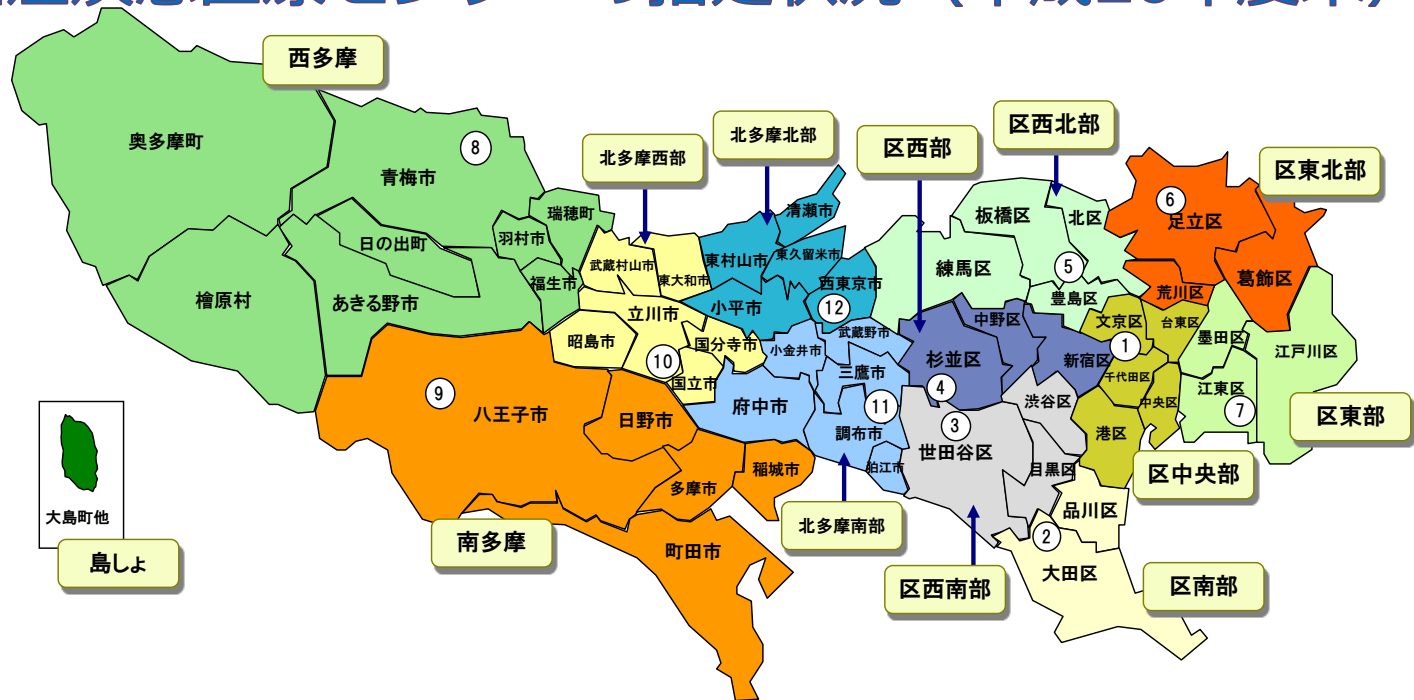 西多摩
奥多摩町
⑧
青梅市
瑞穂町
羽村市
日の出町
福生市
檜原村
あきる野市
北多摩西部
北多摩北部
区西部
区西北部
区東北部
清瀬市
東久留米市
東村山市
武蔵村山市
東大和市
西東京市
小平市
⑫
立川市
昭島市
国分寺市
⑩
国立市
小金井市
武蔵野市
三鷹市
府中市
⑪
調布市
狛江市
板橋区
北区
練馬区
⑤
豊島区
⑥
足立区
葛飾区
荒川区
文京区
台東区
①
墨田区
江戸川区
中野区
新宿区
杉並区
④
千代田区
中央区
江東区
⑦
渋谷区
③
世田谷区
港区
目黒区
区東部
区中央部
品川区
②
大田区
区南部
区西南部
北多摩南部
⑨
八王子市
日野市
多摩市
稲城市
町田市
南多摩
大島町他
島しょ